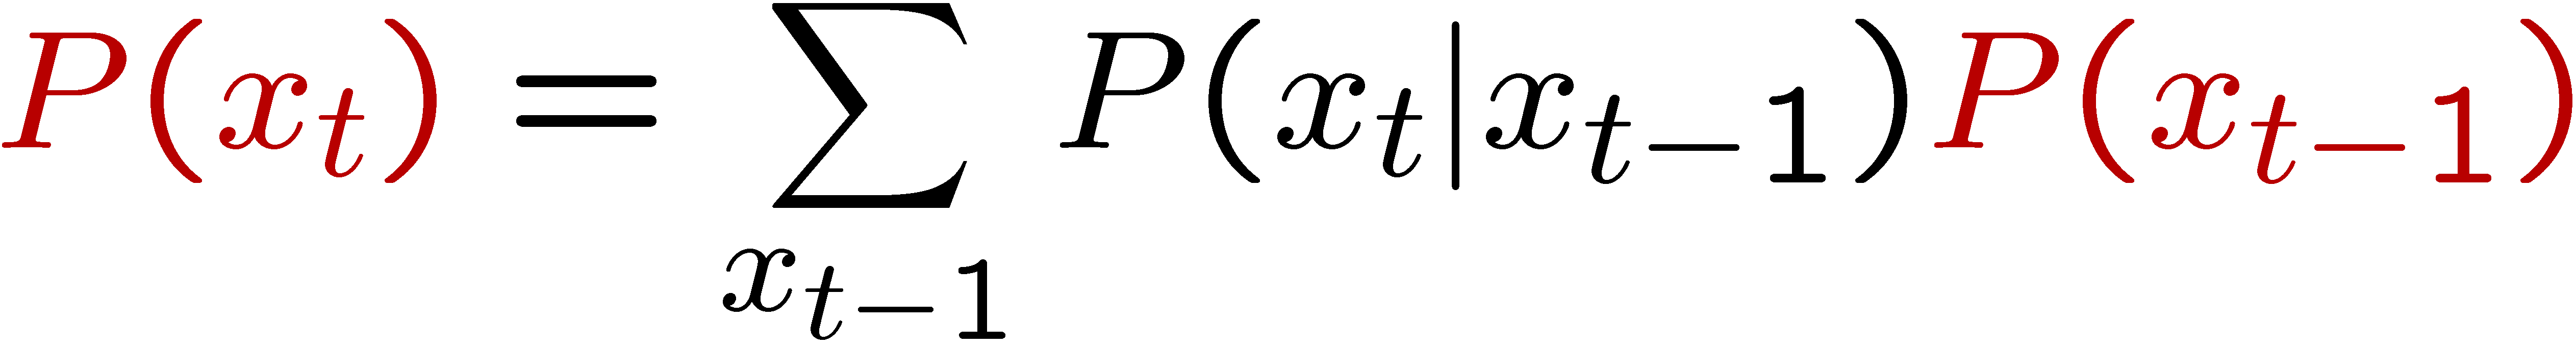 P(x_t) = \sum_{x_{t-1}} P(x_t|x_{t-1})P(x_{t-1})